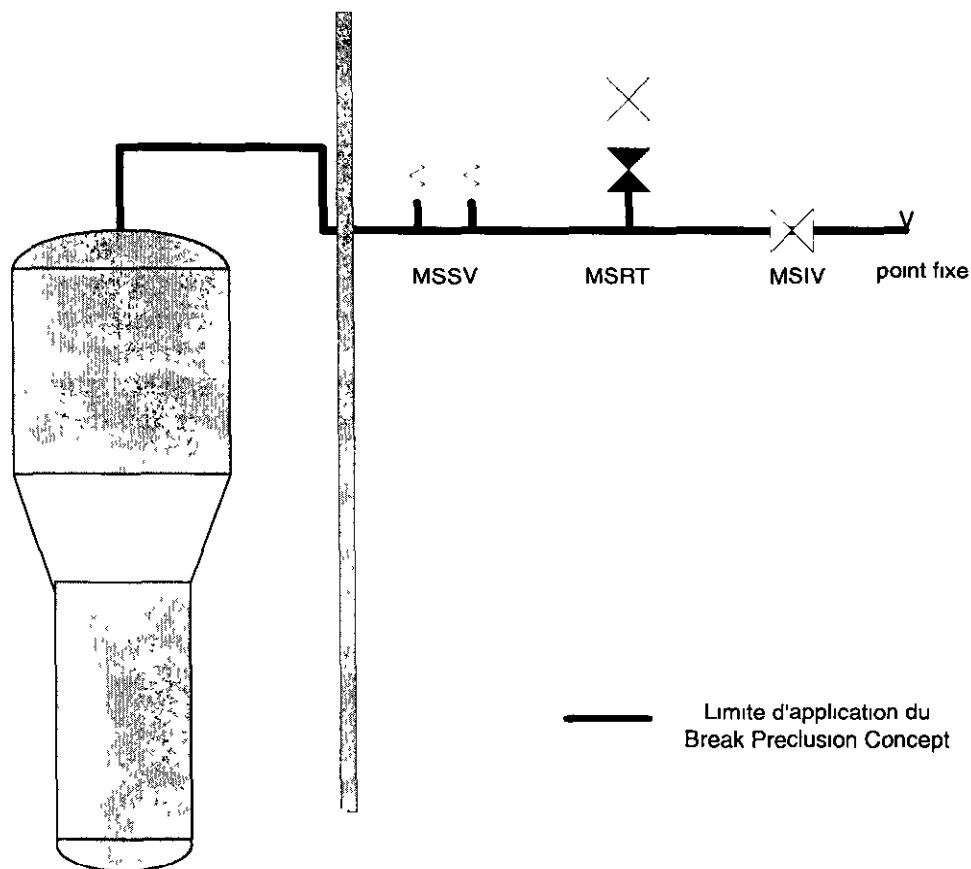 MSSV
MSRT
MSIV
point fixe
Limite d'application du
Break Preclusion Concept